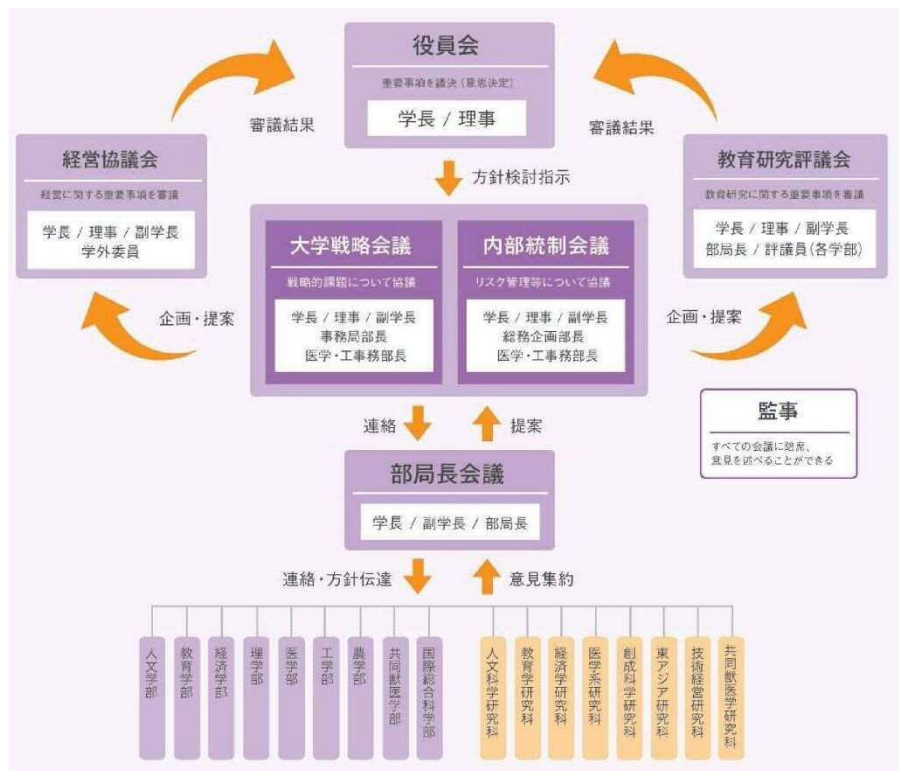 役員会
重要事項を議決(意思決定)
学長 / 理事
審議結果
審議結果
経営協議会
経営に関する重要事項を審議
学長 / 理事 / 副学長
学外委員
教育研究評議会
教育研究に関する重要事項を審議
学長 / 理事 / 副学長
部局長 / 評議員(各学部)
方針検討指示
大学戦略会議
戦略的課題について協議
学長 / 理事 / 副学長
事務局部長
医学・工事務部長
内部統制会議
リスク管理等について協議
学長 / 理事 / 副学長
総務企画部長
医学・工事務部長
企画・提案
企画・提案
監事
すべての会議に陪席、
意見を述べることができる
連絡
提案
部局長会議
学長 / 副学長 / 部局長
連絡・方針伝達
意見集約
人文学部
教育学部
経済学部
理学部
医学部
工学部
農学部
共同獣医学部
国際総合科学部
人文科学研究科
教育学研究科
経済学研究科
医学系研究科
創成科学研究科
東アジア研究科
技術経営研究科
共同獣医学研究科